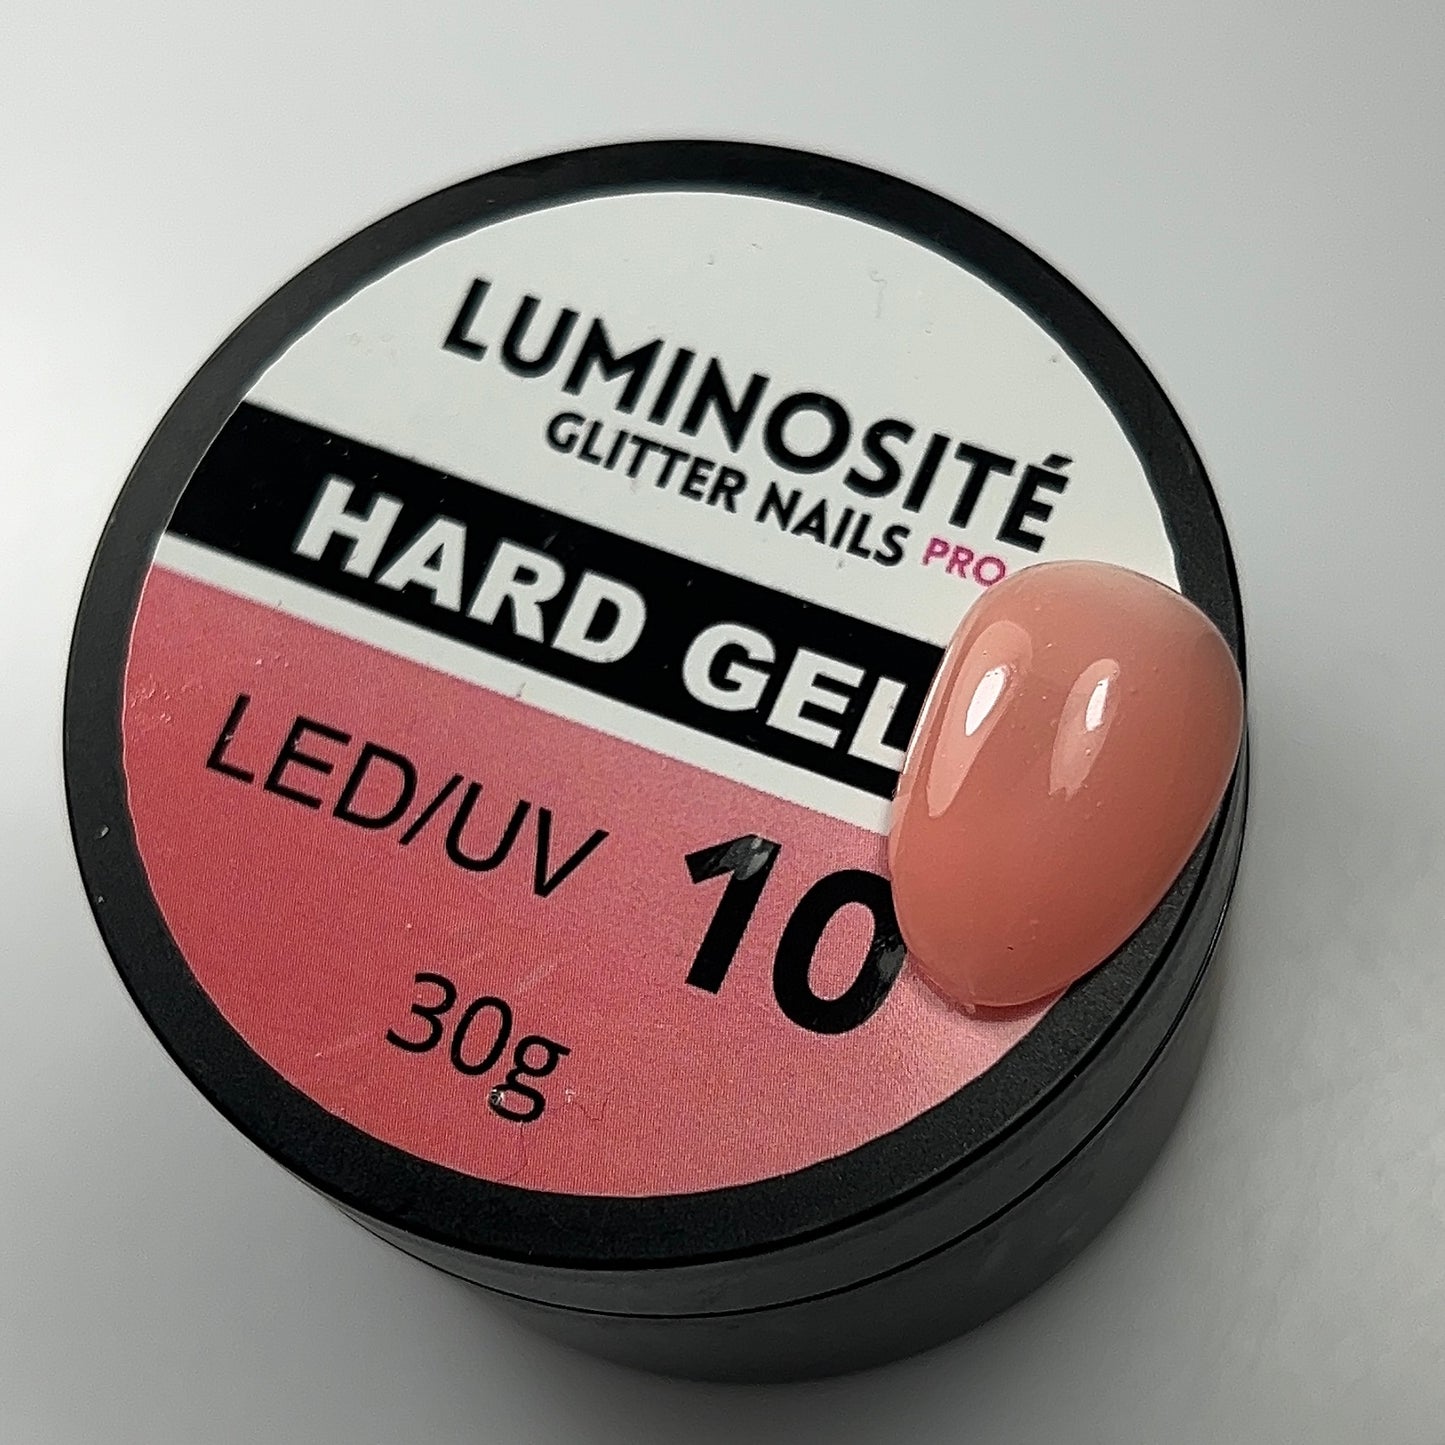 LUMINOSITÉ
GLITTER NAILS PRO
HARD GEL
LED/UV
10
30g